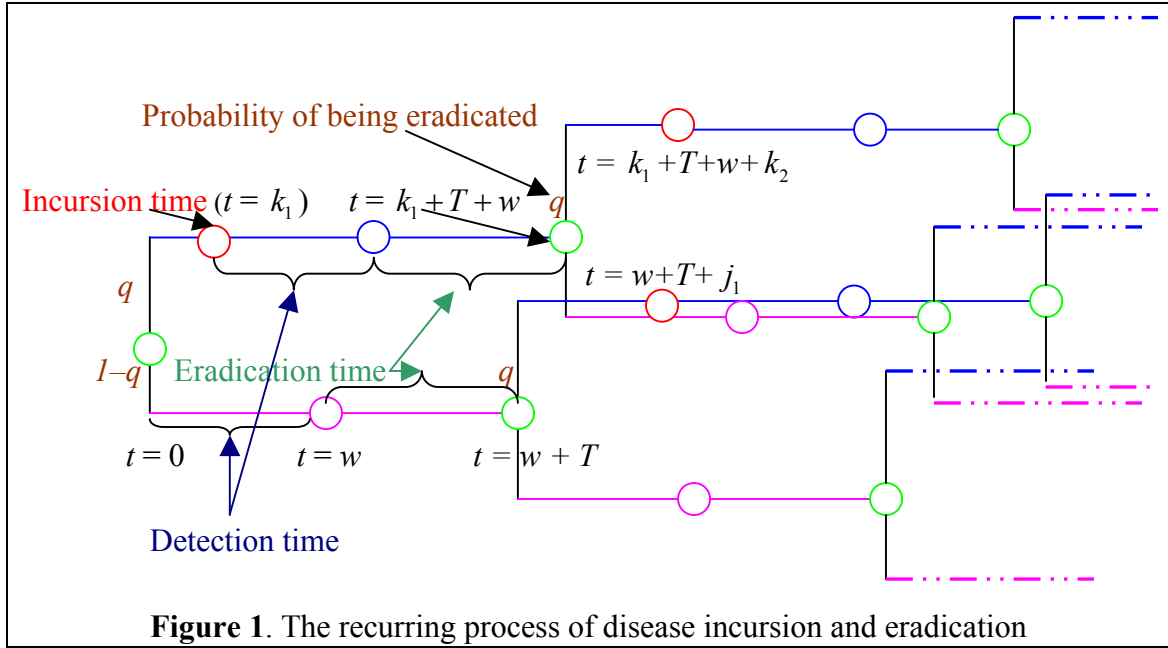 Probability of being eradicated
t = k₁ + T + w + k₂
Incursion time (t = k₁) t = k₁ + T + w q
q
t = w + T + j₁
1–q Eradication time q
t = 0 t = w t = w + T
Detection time
Figure 1. The recurring process of disease incursion and eradication